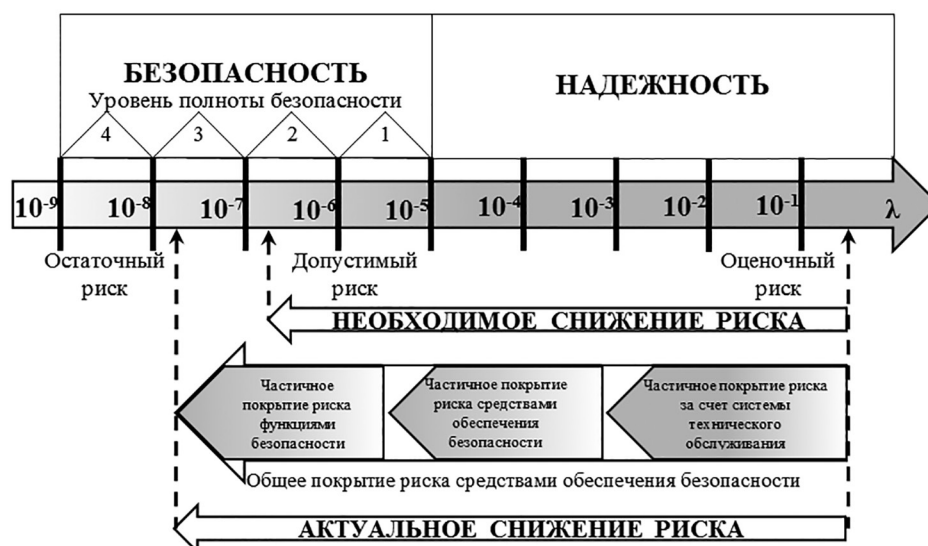 БЕЗОПАСНОСТЬ
Уровень полноты безопасности
НАДЕЖНОСТЬ
4 3 2 1
10⁻⁹ 10⁻⁸ 10⁻⁷ 10⁻⁶ 10⁻⁵ 10⁻⁴ 10⁻³ 10⁻² 10⁻¹ λ
Остаточный
риск
Допустимый
риск
Оценочный
риск
НЕОБХОДИМОЕ СНИЖЕНИЕ РИСКА
Частичное
покрытие риска
функциями
безопасности
Частичное покрытие
риска средствами
обеспечения
безопасности
Частичное покрытие риска
за счет системы
технического
обслуживания
Общее покрытие риска средствами обеспечения безопасности
АКТУАЛЬНОЕ СНИЖЕНИЕ РИСКА